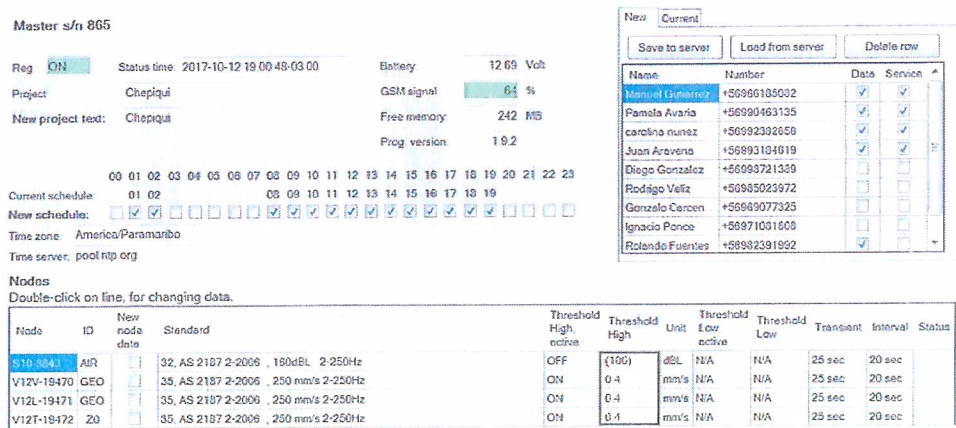 Master s/n 865
Reg ON Status time: 2017-10-12 19:00:48-03:00 Battery 12.69 Volt
Project Chepiqui GSM signal 64 %
New project text: Chepiqui Free memory: 242 MB
Prog. version: 1.9.2
00 01 02 03 04 05 06 07 08 09 10 11 12 13 14 15 16 17 18 19 20 21 22 23
Current schedule 01 02 08 09 10 11 12 13 14 15 16 17 18 19
New schedule:
Time zone: America/Paramaribo
Time server: pool.ntp.org
New Current
Save to server Load from server Delete row
Name Number Data Service
Manuel Gutierrez +56966185082
Pamela Avaria +56990463135
carolina nunez +56992382858
Juan Aravena +56993184619
Diego Gonzalez +56998721389
Rodrigo Veliz +56985023972
Gonzalo Carcen +56969077325
Ignacio Ponce +56971081808
Rolando Fuentes +56982391992
Nodes
Double-click on line, for changing data.
Node ID New node data Standard Threshold High, active Threshold High Unit Threshold Low active Threshold Low Transient Interval Status
S10-8843 AIR 32, AS 2187.2-2006 , 160dBL 2-250Hz OFF (100) dBL N/A N/A 25 sec 20 sec
V12V-19470 GEO 35, AS 2187.2-2006 , 250 mm/s 2-250Hz ON 0.4 mm/s N/A N/A 25 sec 20 sec
V12L-19471 GEO 35, AS 2187.2-2006 , 250 mm/s 2-250Hz ON 0.4 mm/s N/A N/A 25 sec 20 sec
V12T-19472 Z0 35, AS 2187.2-2006 , 250 mm/s 2-250Hz ON 0.4 mm/s N/A N/A 25 sec 20 sec